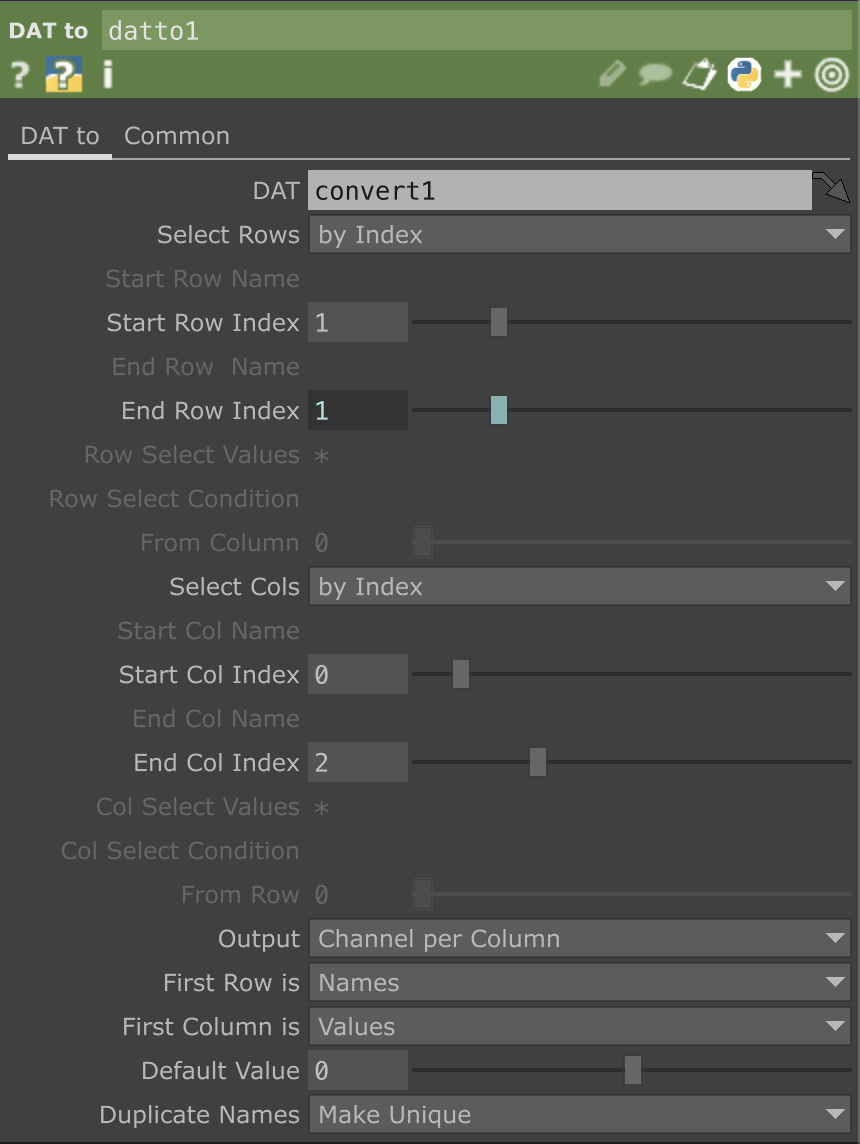 DAT to datto1
? ? i
DAT to Common
DAT convert1
Select Rows by Index
Start Row Name
Start Row Index 1
End Row  Name
End Row Index 1
Row Select Values *
Row Select Condition
From Column 0
Select Cols by Index
Start Col Name
Start Col Index 0
End Col Name
End Col Index 2
Col Select Values *
Col Select Condition
From Row 0
Output Channel per Column
First Row is Names
First Column is Values
Default Value 0
Duplicate Names Make Unique